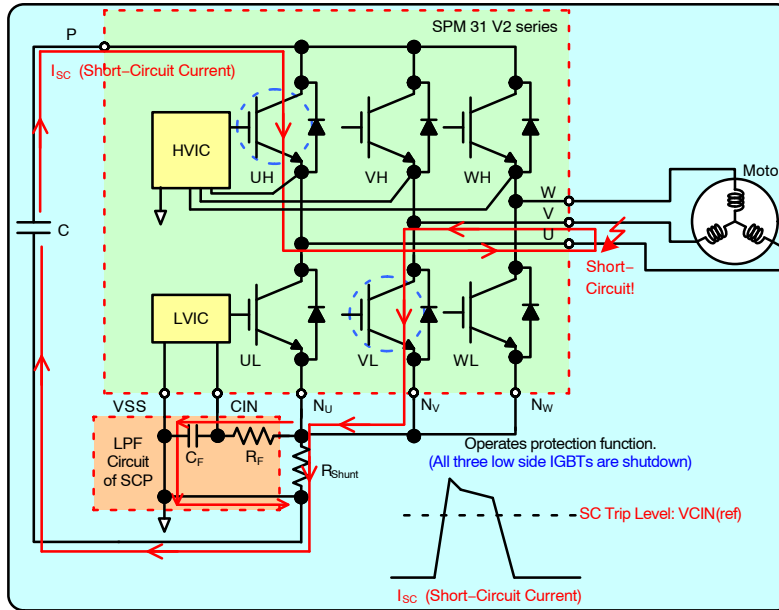 SPM 31 V2 series
P
ISC (Short-Circuit Current)
HVIC
UH
VH
WH
W
V
U
Moto
C
Short-
Circuit!
LVIC
UL
VL
WL
VSS
CIN
NU
NV
NW
LPF
Circuit
of SCP
CF
RF
RShunt
Operates protection function.
(All three low side IGBTs are shutdown)
SC Trip Level: VCIN(ref)
ISC (Short-Circuit Current)